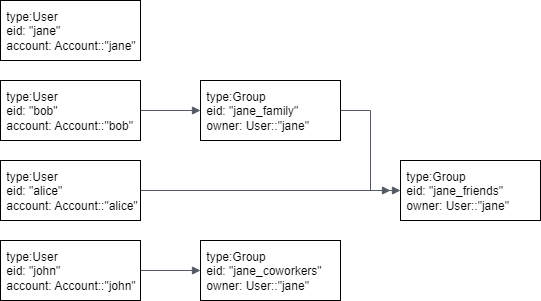 type:User
eid: "jane"
account: Account::"jane"
type:User
eid: "bob"
account: Account::"bob"
type:Group
eid: "jane_family"
owner: User::"jane"
type:User
eid: "alice"
account: Account::"alice"
type:Group
eid: "jane_friends"
owner: User::"jane"
type:User
eid: "john"
account: Account::"john"
type:Group
eid: "jane_coworkers"
owner: User::"jane"